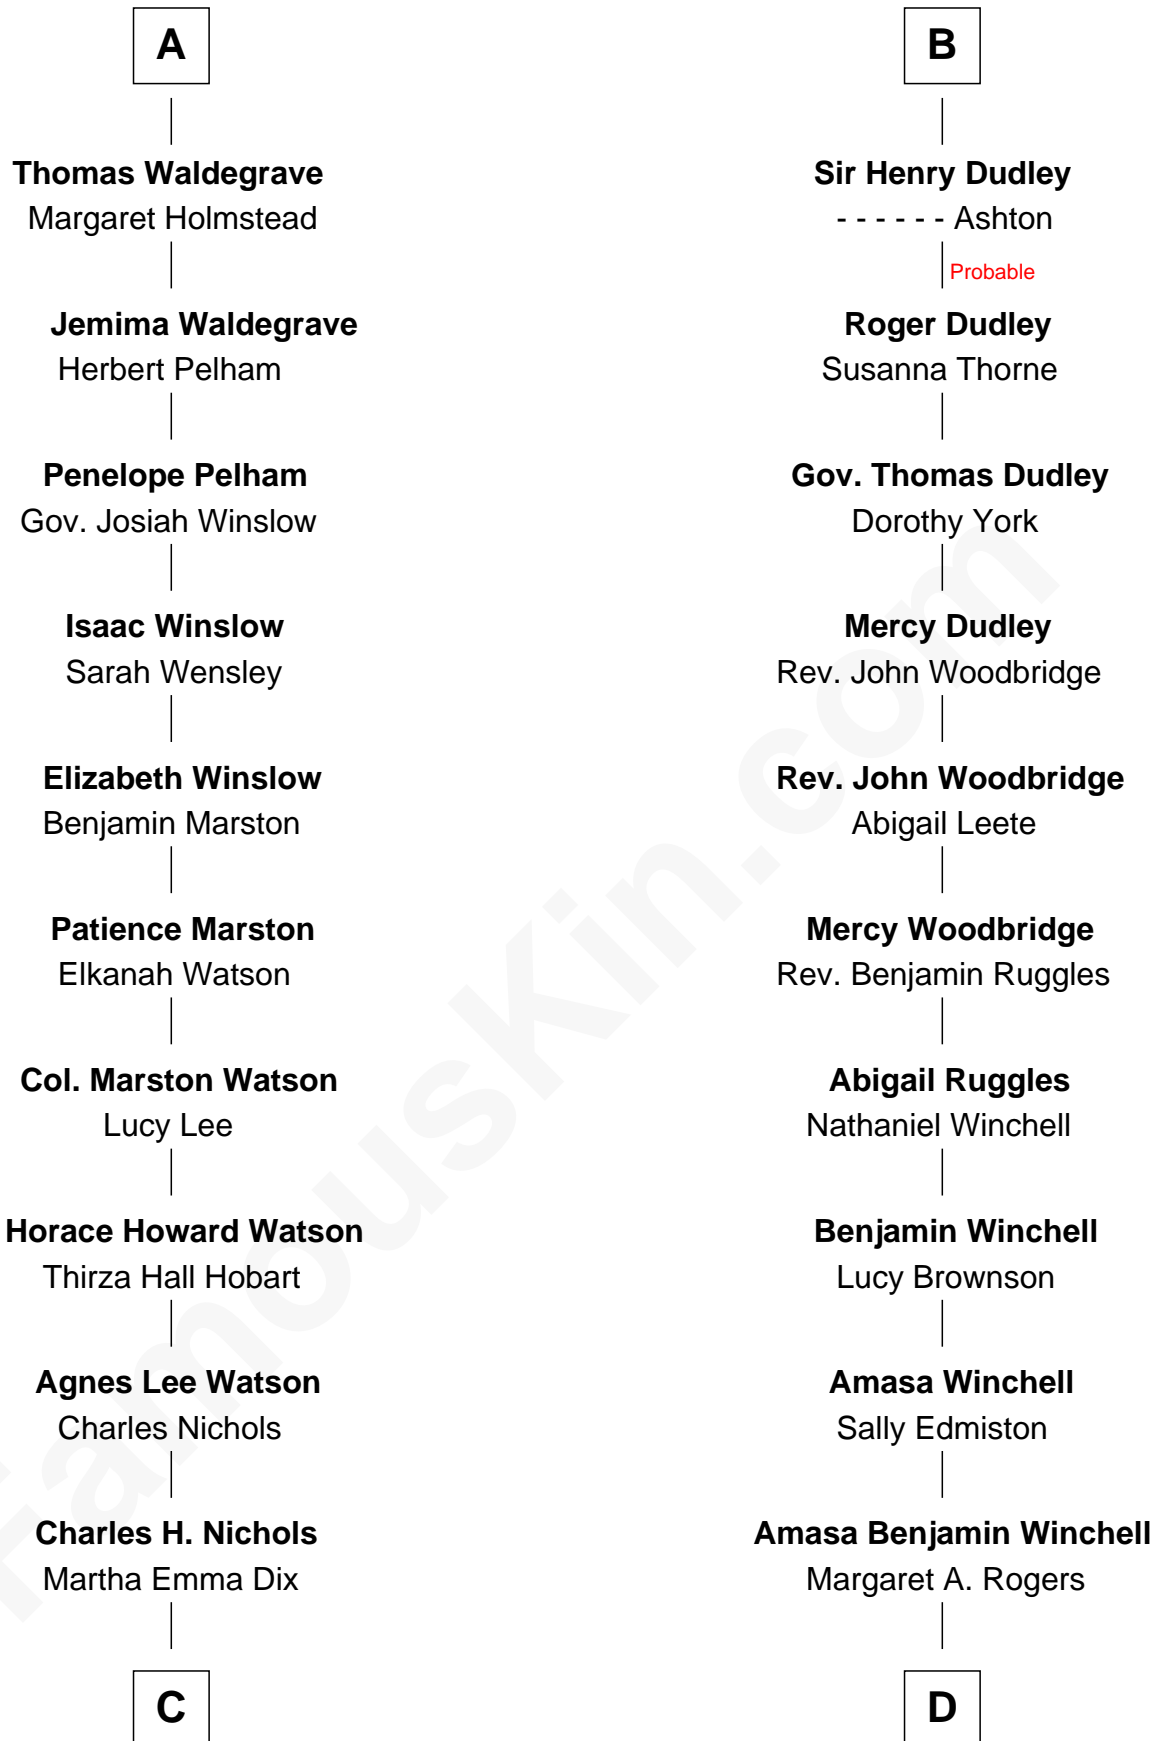 A
Thomas Waldegrave
Margaret Holmstead
Jemima Waldegrave
Herbert Pelham
Penelope Pelham
Gov. Josiah Winslow
Isaac Winslow
Sarah Wensley
Elizabeth Winslow
Benjamin Marston
Patience Marston
Elkanah Watson
Col. Marston Watson
Lucy Lee
Horace Howard Watson
Thirza Hall Hobart
Agnes Lee Watson
Charles Nichols
Charles H. Nichols
Martha Emma Dix
C
B
Sir Henry Dudley
- - - - - - Ashton
Probable
Roger Dudley
Susanna Thorne
Gov. Thomas Dudley
Dorothy York
Mercy Dudley
Rev. John Woodbridge
Rev. John Woodbridge
Abigail Leete
Mercy Woodbridge
Rev. Benjamin Ruggles
Abigail Ruggles
Nathaniel Winchell
Benjamin Winchell
Lucy Brownson
Amasa Winchell
Sally Edmiston
Amasa Benjamin Winchell
Margaret A. Rogers
D
FamousKin.com